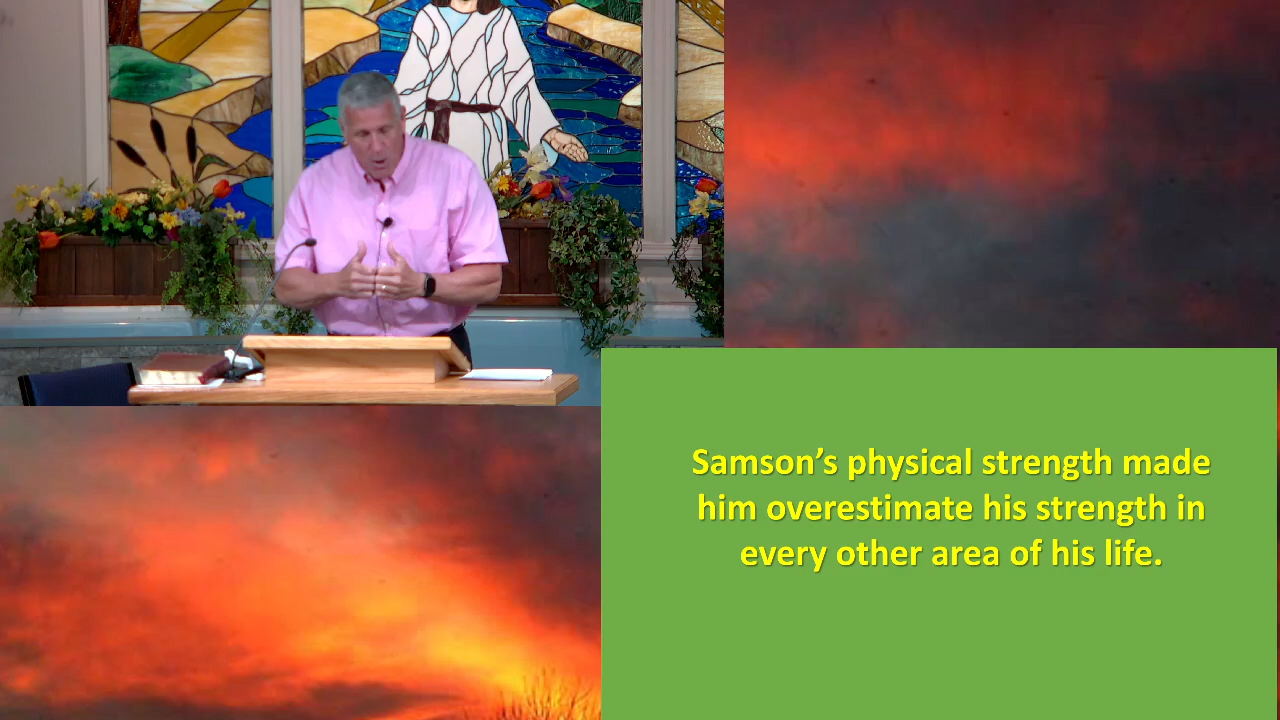 Samson’s physical strength made
him overestimate his strength in
every other area of his life.